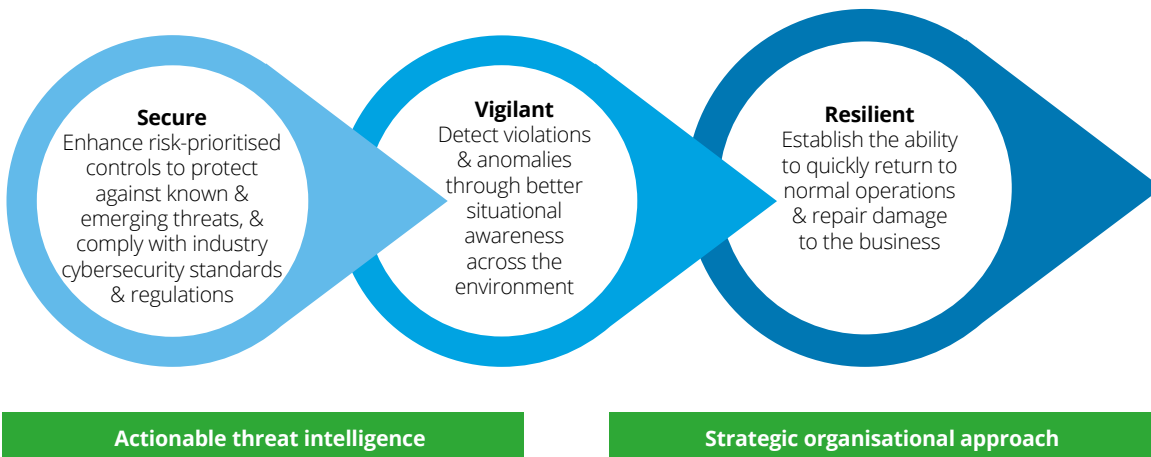 Secure
Enhance risk-prioritised
controls to protect
against known &
emerging threats, &
comply with industry
cybersecurity standards
& regulations
Vigilant
Detect violations
& anomalies
through better
situational
awareness
across the
environment
Resilient
Establish the ability
to quickly return to
normal operations
& repair damage
to the business
Actionable threat intelligence
Strategic organisational approach